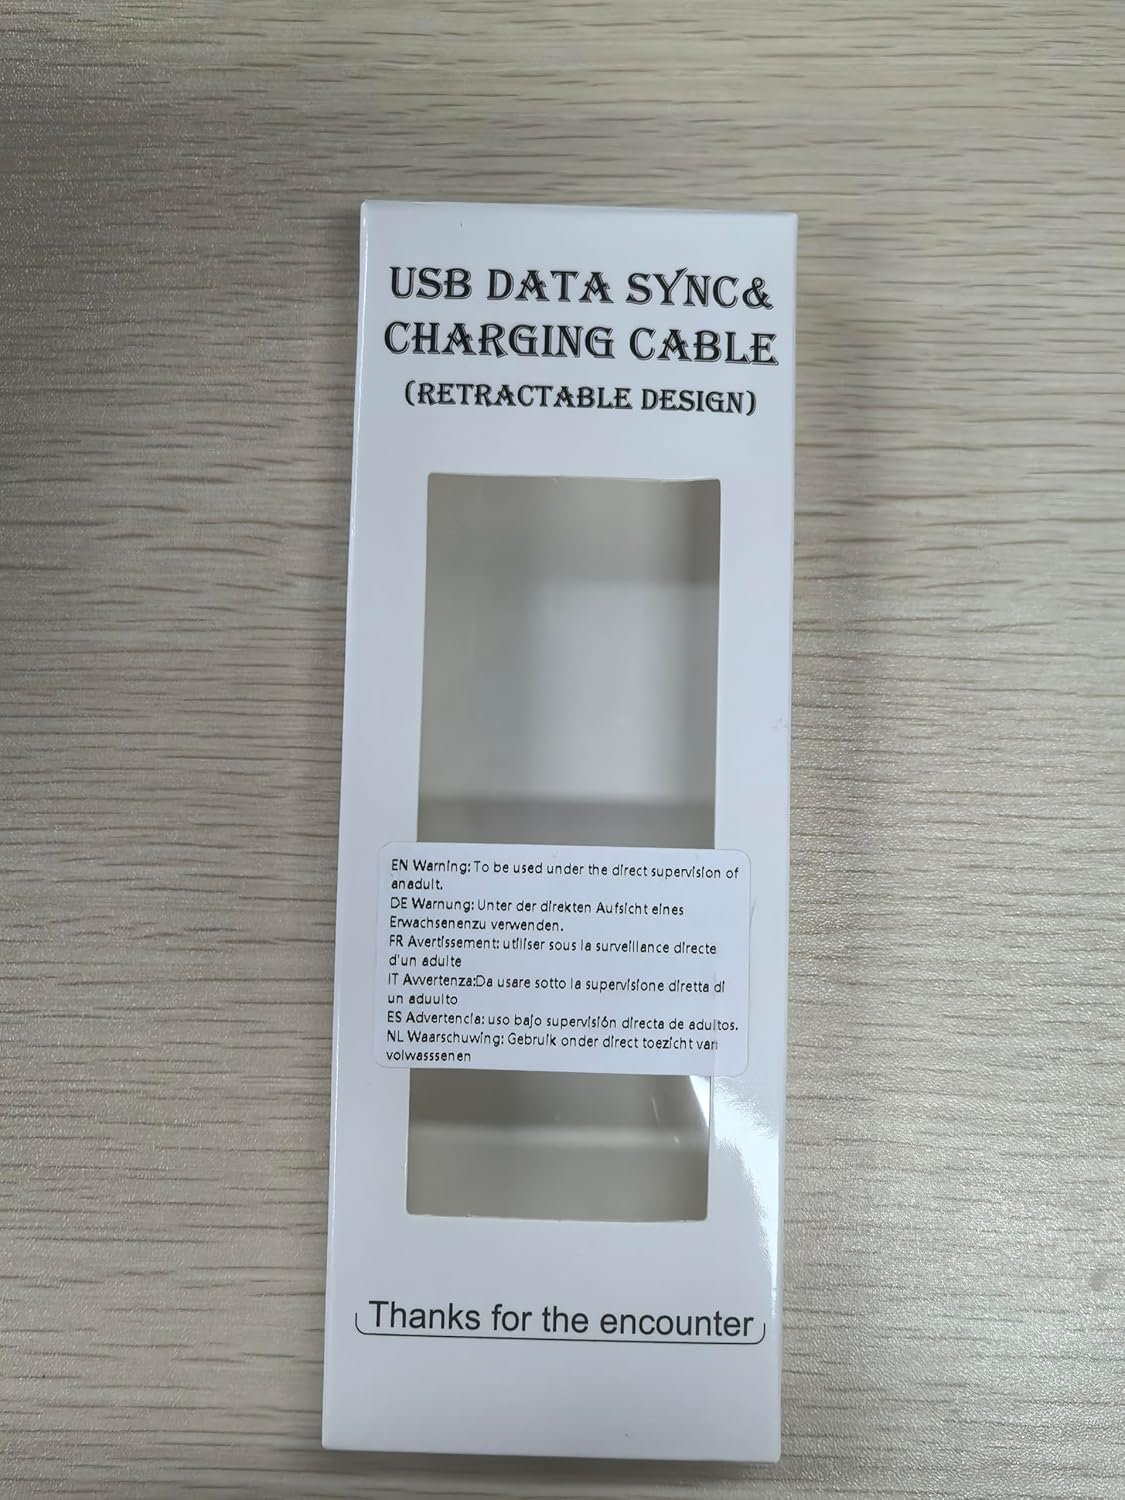 USB DATA SYNC&
CHARGING CABLE
(RETRACTABLE DESIGN)
EN Warning: To be used under the direct supervision of
anadult.
DE Warnung: Unter der direkten Aufsicht eines
Erwachsenenzu verwenden.
FR Avertissement: utiliser sous la surveillance directe
d'un adulte
IT Avvertenza:Da usare sotto la supervisione diretta di
un aduulto
ES Advertencia: uso bajo supervisión directa de adultos.
NL Waarschuwing: Gebruik onder direct toezicht van
volwasssenen
Thanks for the encounter